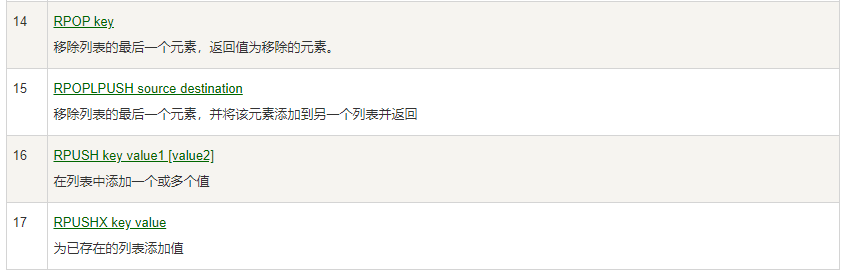 14
RPOP key
移除列表的最后一个元素，返回值为移除的元素。
15
RPOPLPUSH source destination
移除列表的最后一个元素，并将该元素添加到另一个列表并返回
16
RPUSH key value1 [value2]
在列表中添加一个或多个值
17
RPUSHX key value
为已存在的列表添加值